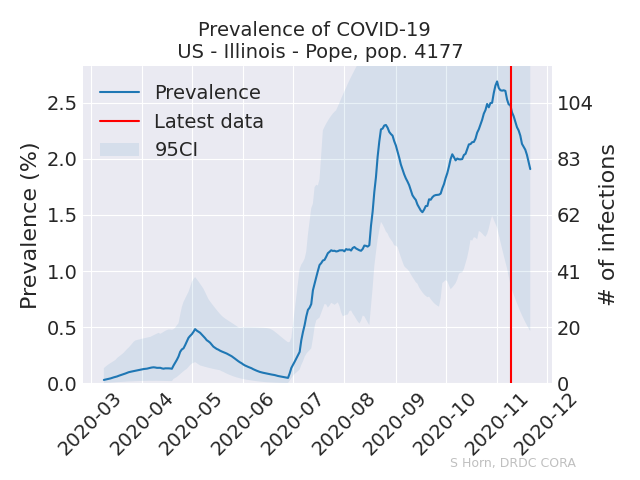 Prevalence of COVID-19
US - Illinois - Pope, pop. 4177
Prevalence
Latest data
95CI
Prevalence (%)
2.5
2.0
1.5
1.0
0.5
0.0
104
83
62
41
20
0
# of infections
2020-03
2020-04
2020-05
2020-06
2020-07
2020-08
2020-09
2020-10
2020-11
2020-12
S Horn, DRDC CORA